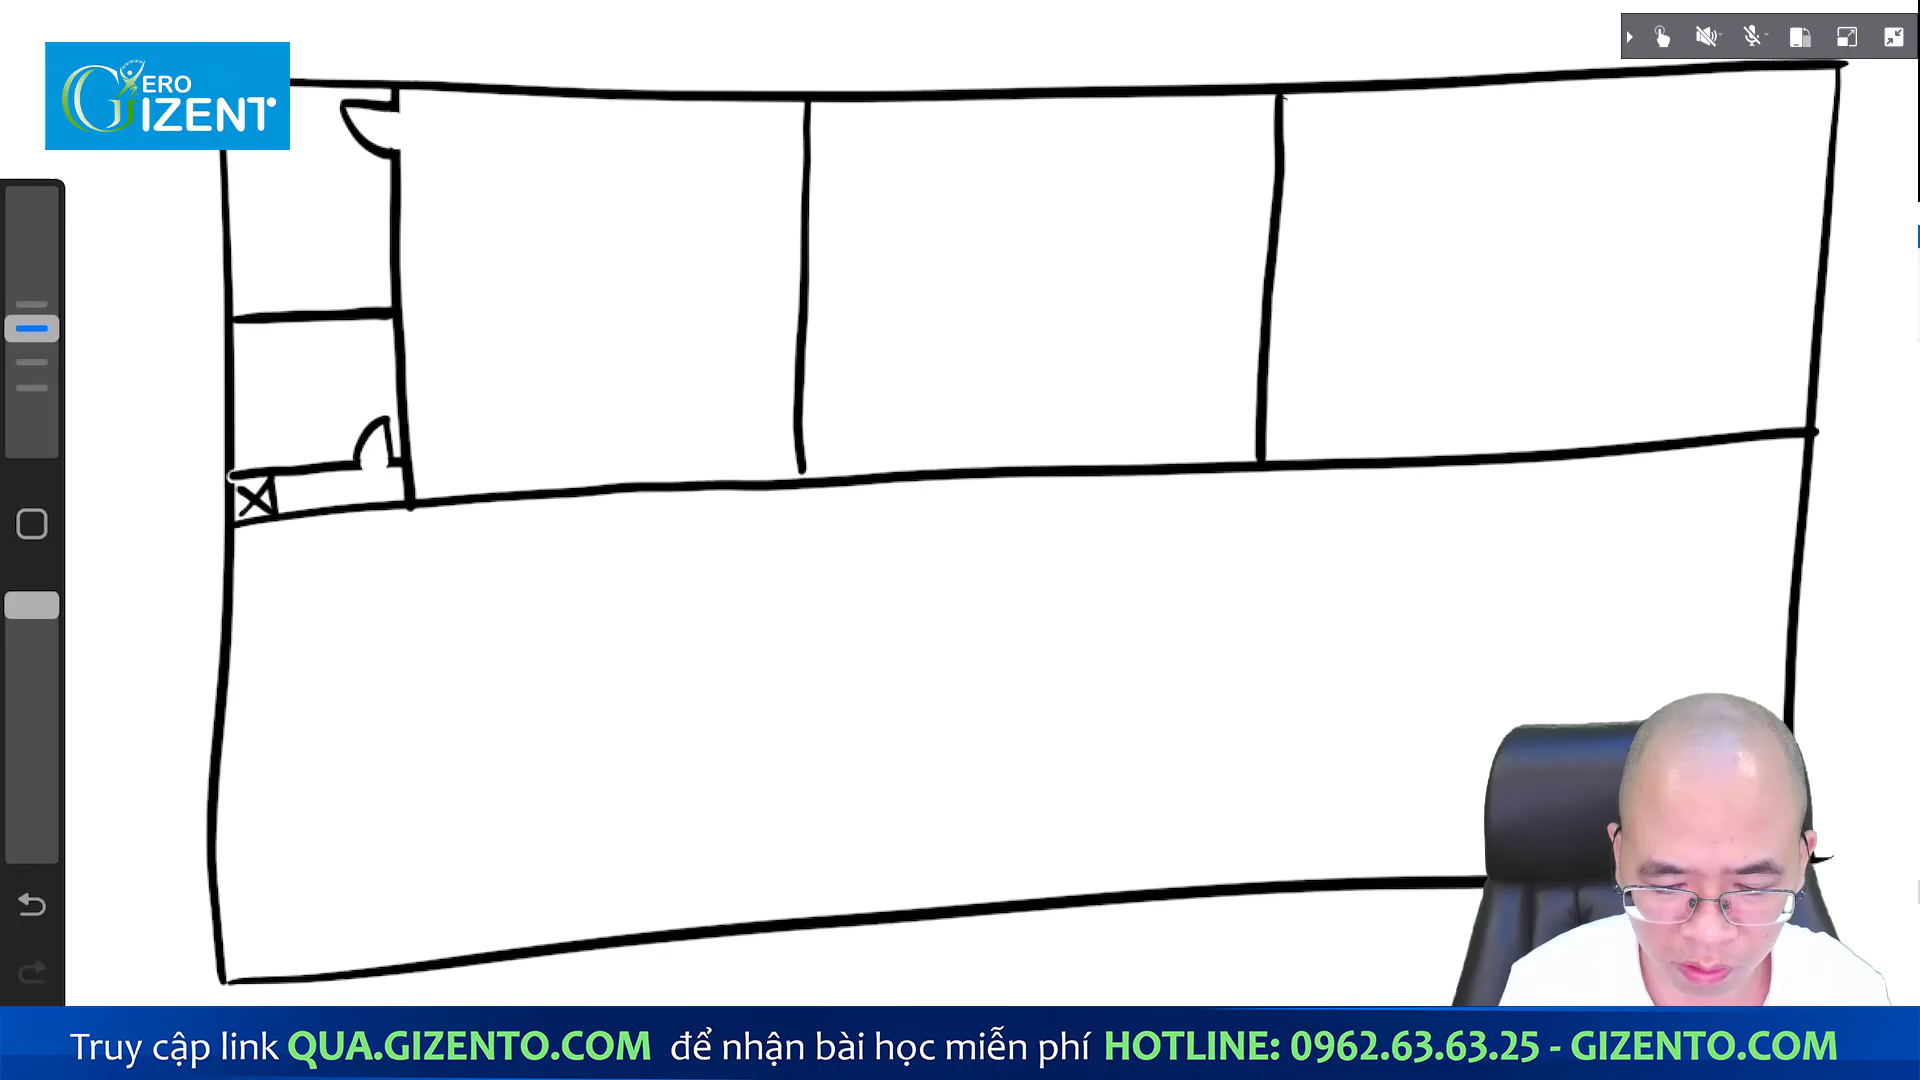 ERO
GIZENT
Truy cập link QUA.GIZENTO.COM để nhận bài học miễn phí HOTLINE: 0962.63.63.25 - GIZENTO.COM